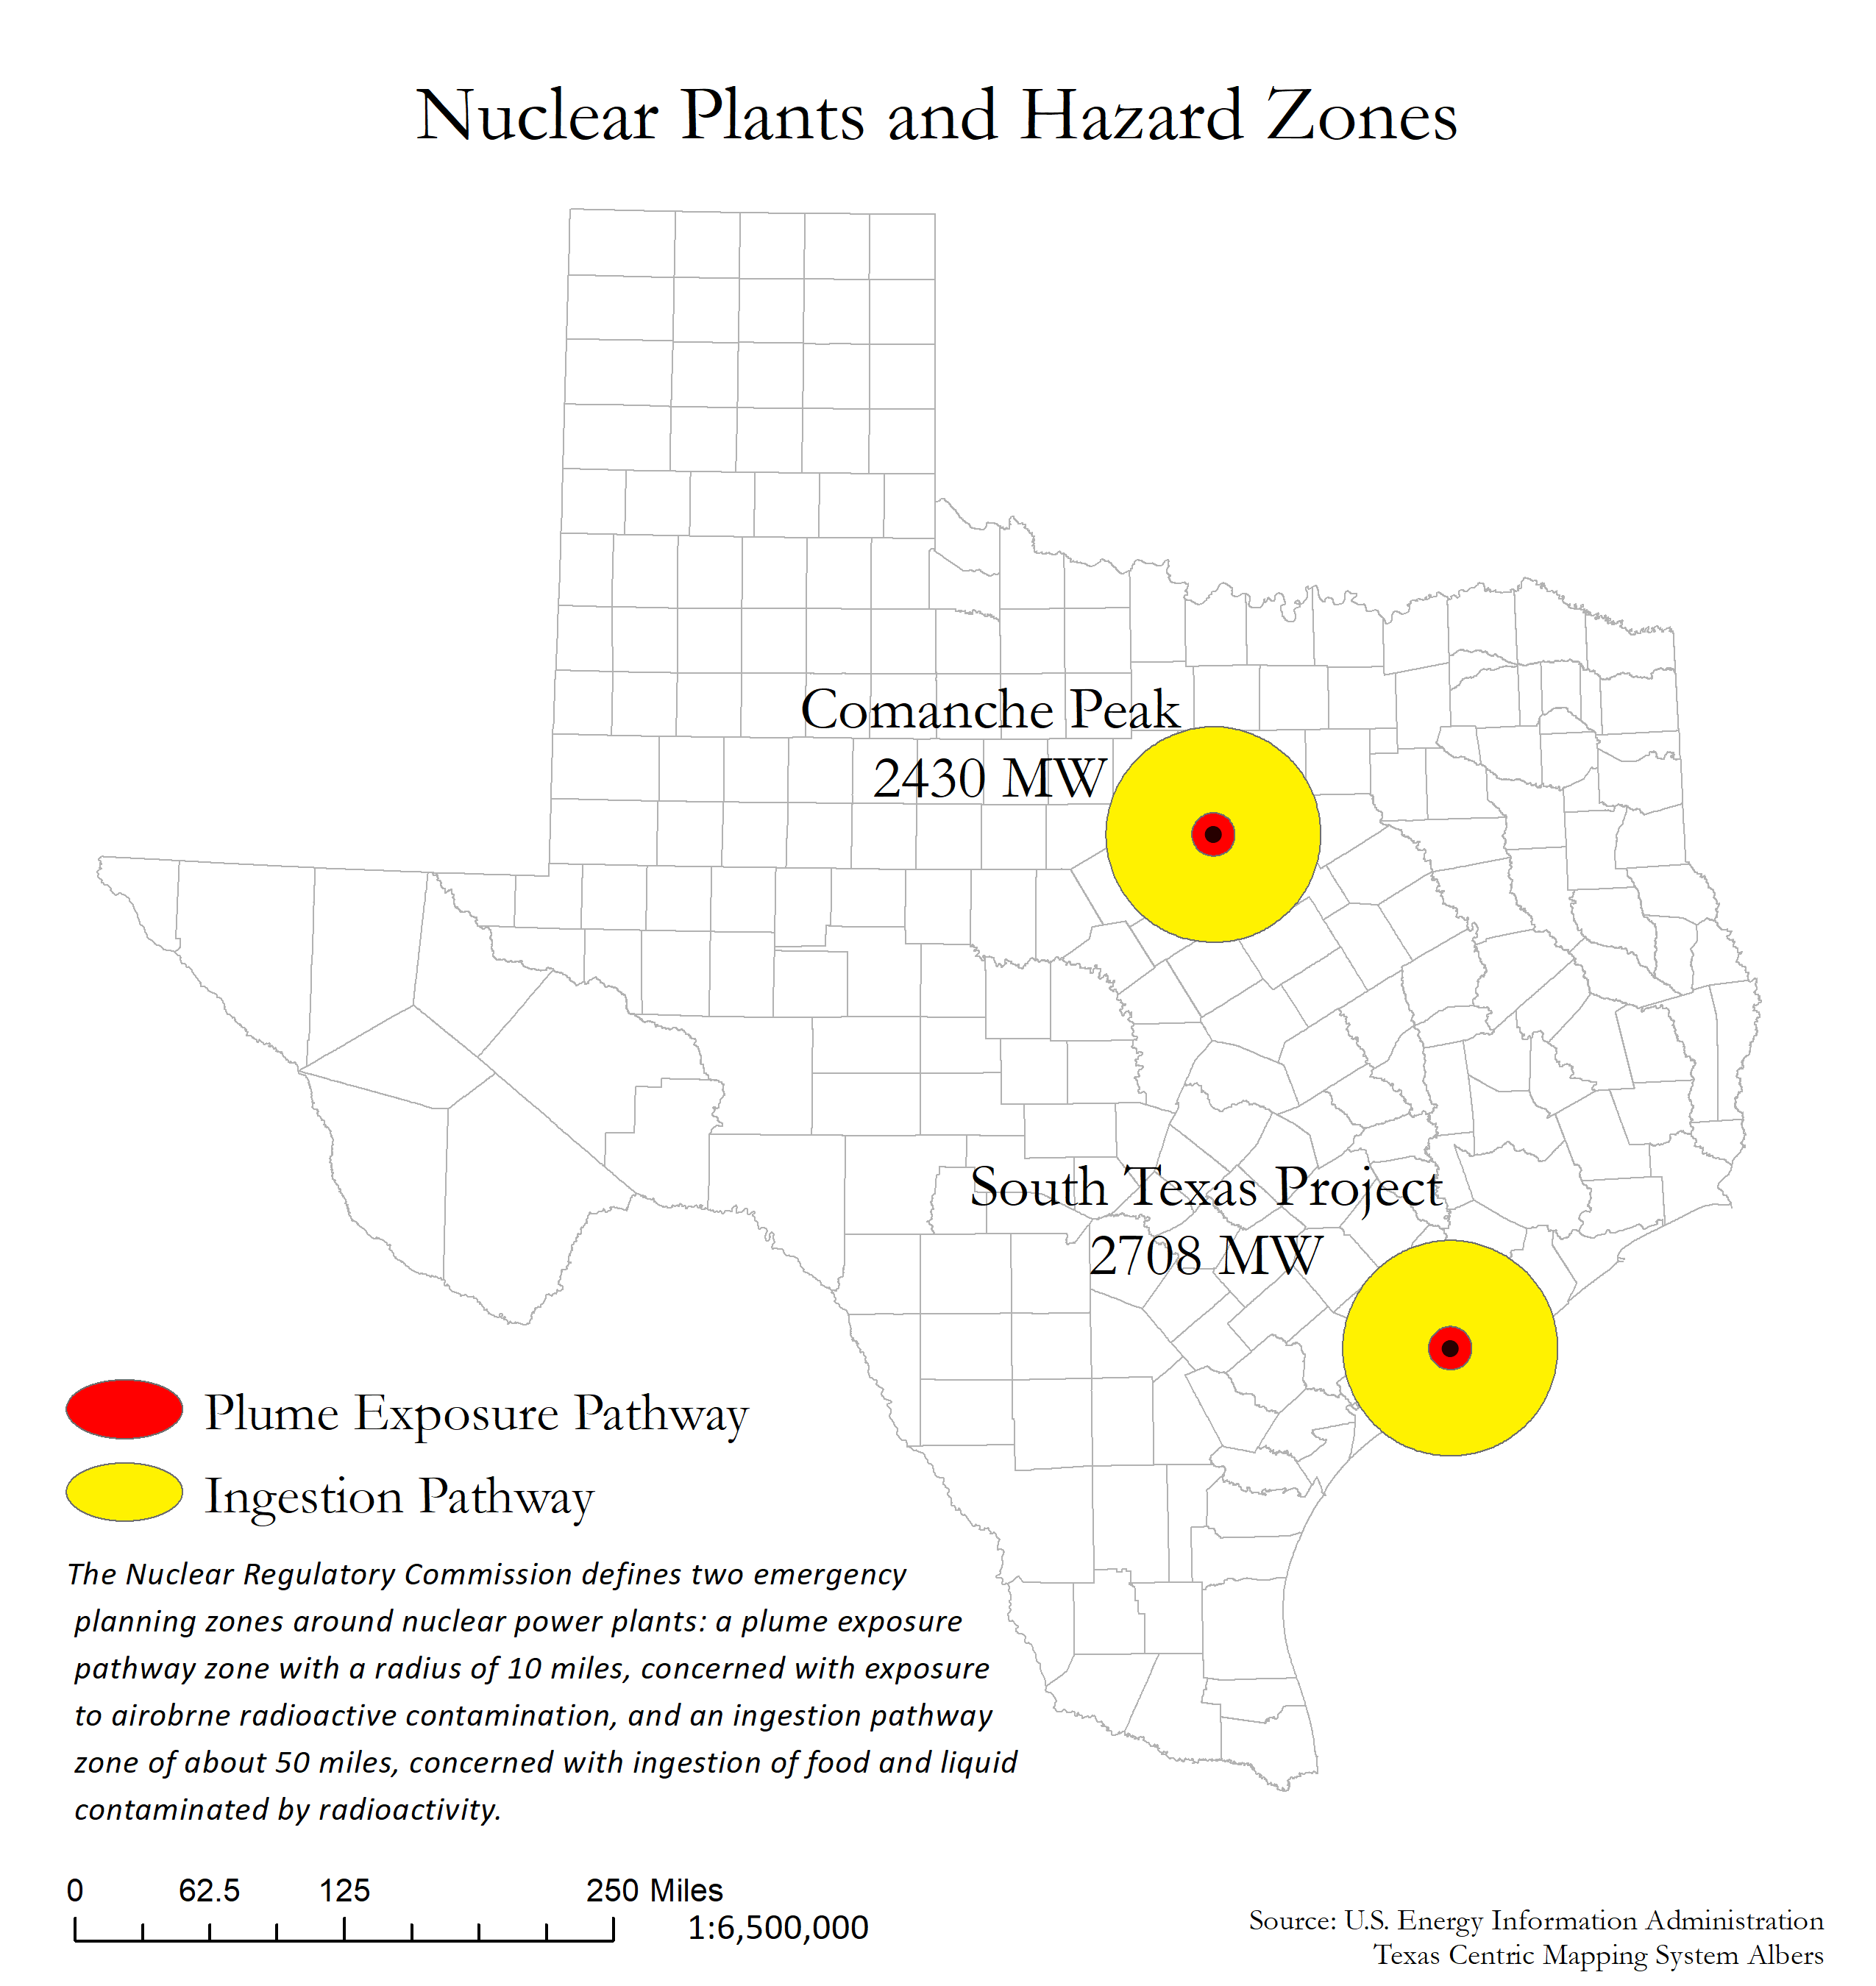 Nuclear Plants and Hazard Zones
Comanche Peak
2430 MW
South Texas Project
2708 MW
Plume Exposure Pathway
Ingestion Pathway
The Nuclear Regulatory Commission defines two emergency
planning zones around nuclear power plants: a plume exposure
pathway zone with a radius of 10 miles, concerned with exposure
to airobrne radioactive contamination, and an ingestion pathway
zone of about 50 miles, concerned with ingestion of food and liquid
contaminated by radioactivity.
0 62.5 125 250 Miles
1:6,500,000
Source: U.S. Energy Information Administration
Texas Centric Mapping System Albers